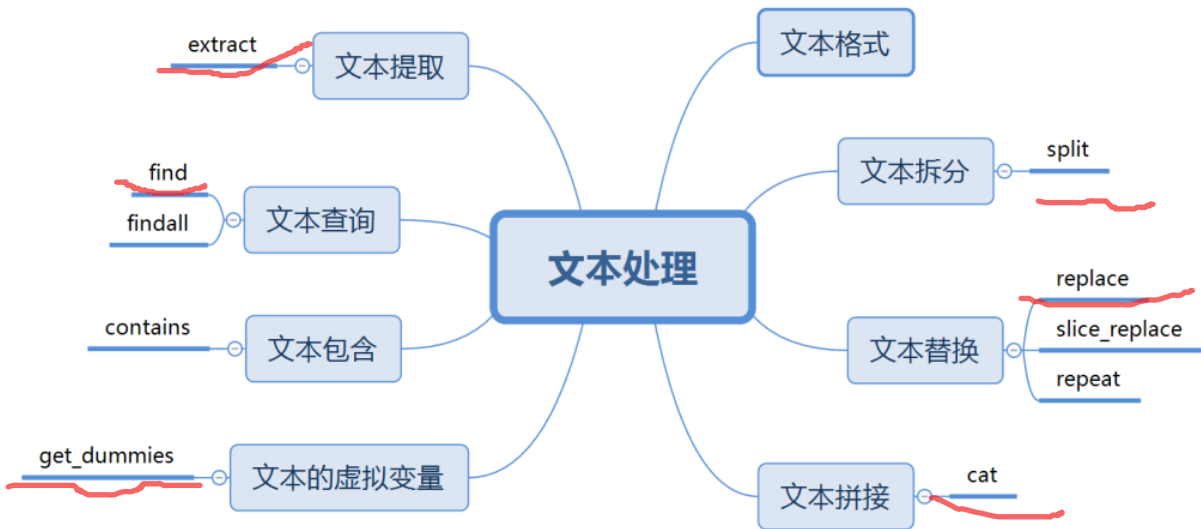 文本处理
文本格式
文本拆分
split
文本替换
replace
slice_replace
repeat
文本拼接
cat
文本提取
extract
文本查询
find
findall
文本包含
contains
文本的虚拟变量
get_dummies